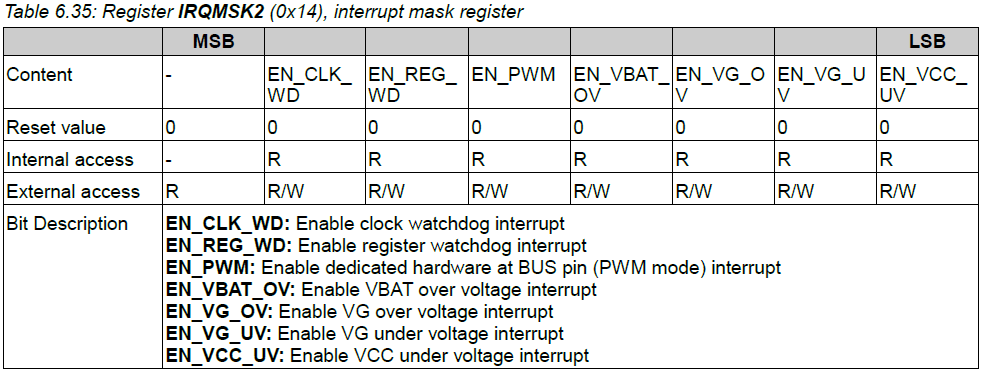 Table 6.35: Register IRQMSK2 (0x14), interrupt mask register
MSB LSB
Content - EN_CLK_ EN_REG_ EN_PWM EN_VBAT_ EN_VG_O EN_VG_U EN_VCC_
WD WD OV V V UV
Reset value 0 0 0 0 0 0 0 0
Internal access - R R R R R R R
External access R R/W R/W R/W R/W R/W R/W R/W
Bit Description EN_CLK_WD: Enable clock watchdog interrupt
EN_REG_WD: Enable register watchdog interrupt
EN_PWM: Enable dedicated hardware at BUS pin (PWM mode) interrupt
EN_VBAT_OV: Enable VBAT over voltage interrupt
EN_VG_OV: Enable VG over voltage interrupt
EN_VG_UV: Enable VG under voltage interrupt
EN_VCC_UV: Enable VCC under voltage interrupt